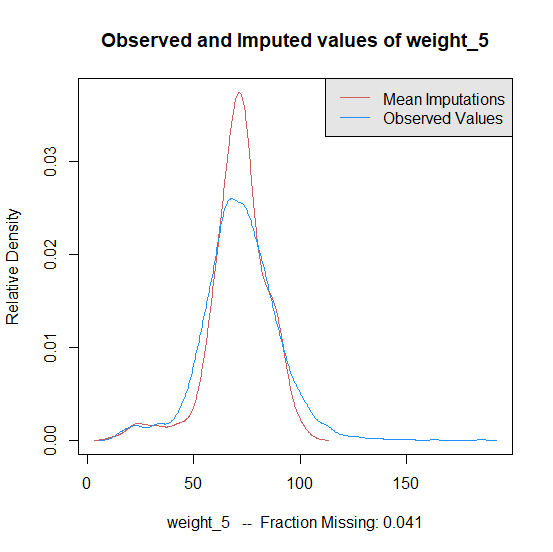 Observed and Imputed values of weight_5
Mean Imputations
Observed Values
Relative Density
0.03
0.02
0.01
0.00
0
50
100
150
weight_5 -- Fraction Missing: 0.041